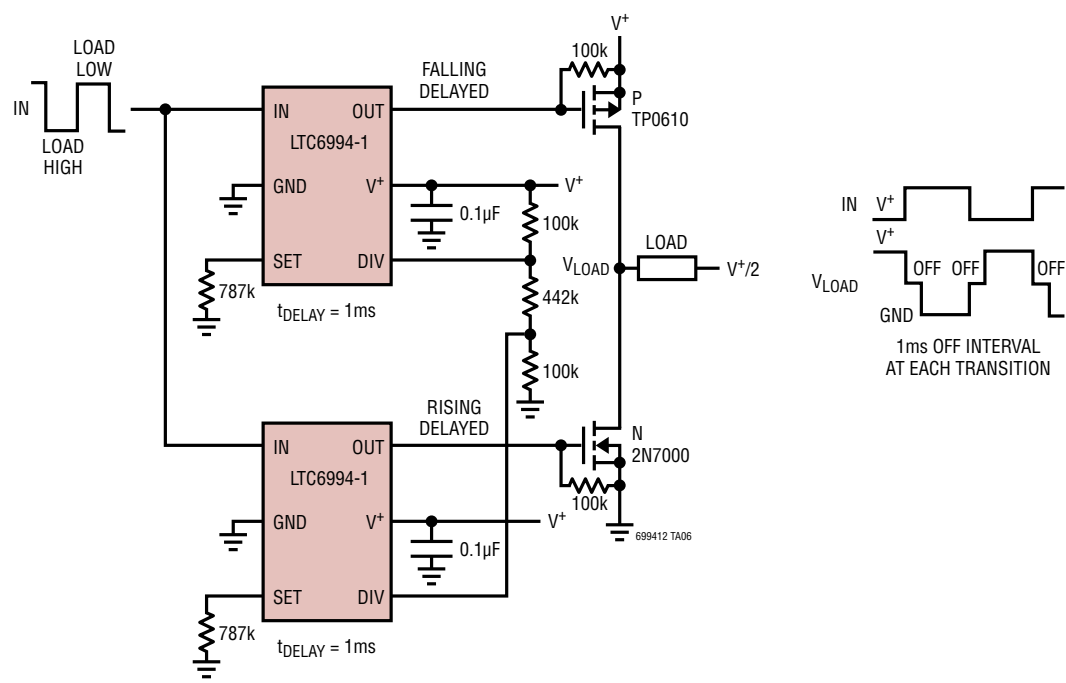 LOAD
LOW
IN
LOAD
HIGH
FALLING
DELAYED
IN
OUT
LTC6994-1
GND
V+
SET
DIV
787k
tDELAY = 1ms
0.1µF
V+
100k
442k
100k
V+
100k
P
TP0610
VLOAD
LOAD
V+/2
RISING
DELAYED
IN
OUT
LTC6994-1
GND
V+
SET
DIV
787k
tDELAY = 1ms
0.1µF
V+
N
2N7000
100k
699412 TA06
IN V+
V+
VLOAD
OFF OFF OFF
GND
1ms OFF INTERVAL
AT EACH TRANSITION